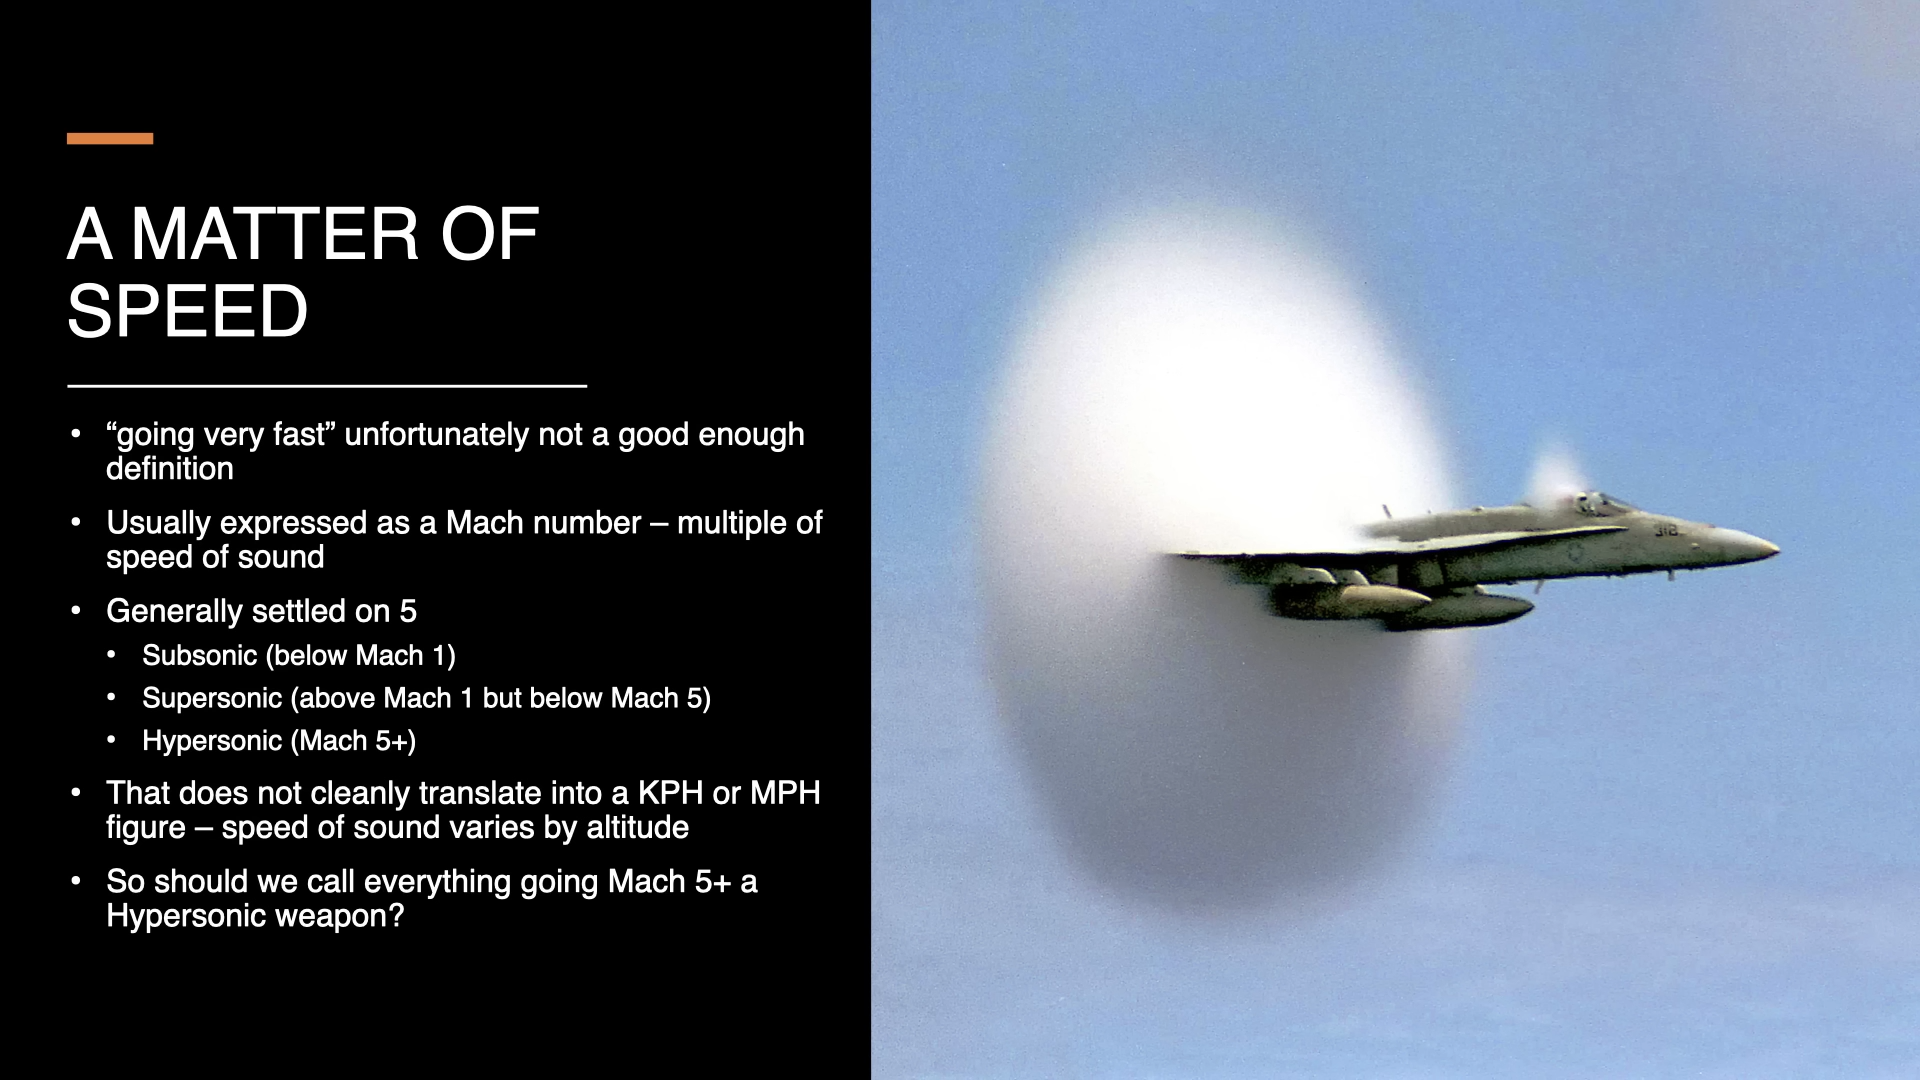 A MATTER OF
SPEED
• “going very fast” unfortunately not a good enough
definition
• Usually expressed as a Mach number – multiple of
speed of sound
• Generally settled on 5
• Subsonic (below Mach 1)
• Supersonic (above Mach 1 but below Mach 5)
• Hypersonic (Mach 5+)
• That does not cleanly translate into a KPH or MPH
figure – speed of sound varies by altitude
• So should we call everything going Mach 5+ a
Hypersonic weapon?
312